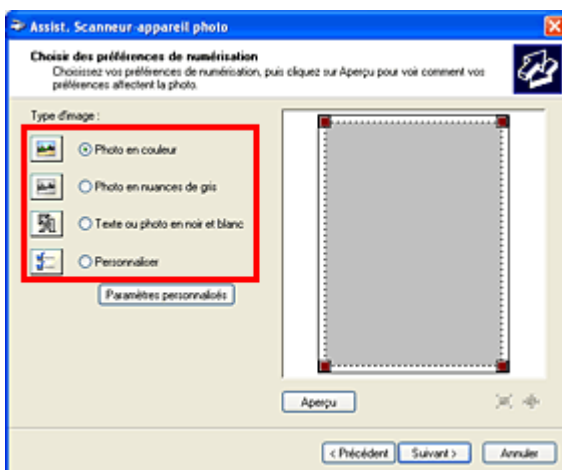 Assist. Scanneur-appareil photo
Choisir des préférences de numérisation
Choisissez vos préférences de numérisation, puis cliquez sur Aperçu pour voir comment vos
préférences affectent la photo.
Type d'image :
Photo en couleur
Photo en nuances de gris
Texte ou photo en noir et blanc
Personnaliser
Paramètres personnalisés
Aperçu
< Précédent Suivant > Annuler